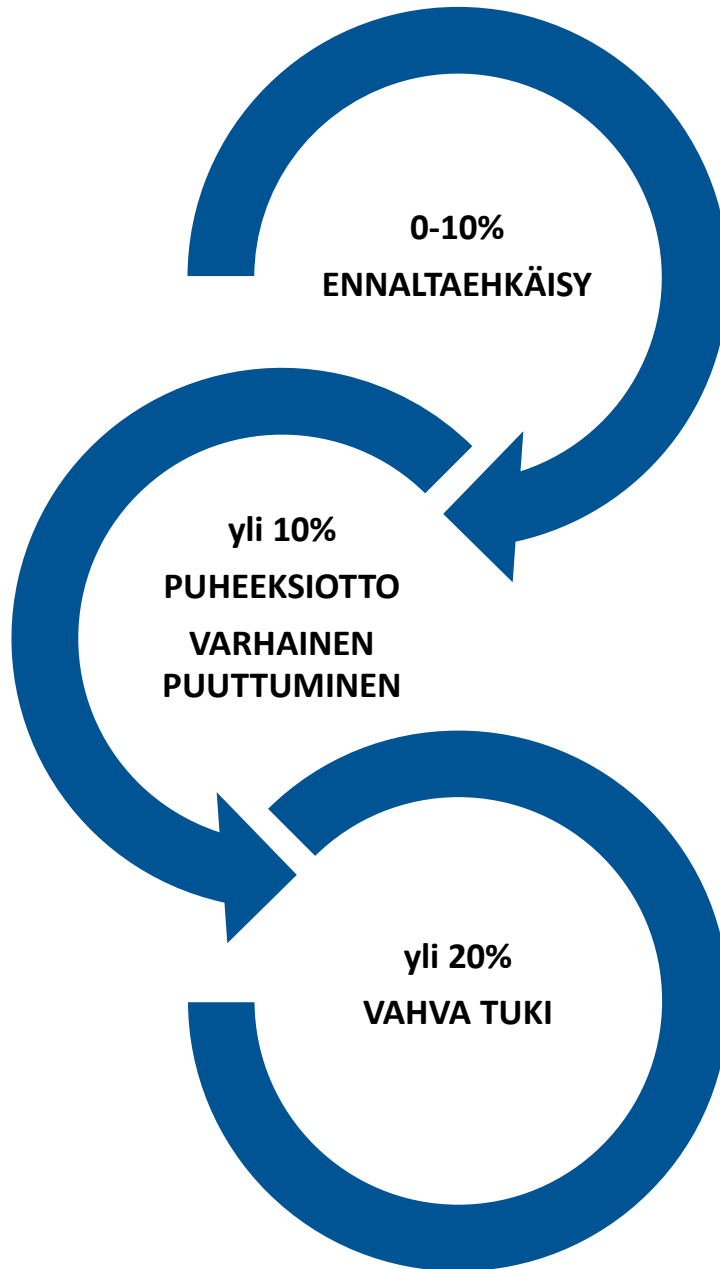 0-10%
ENNALTAEHKÄISY
yli 10%
PUHEEKSIOTTO
VARHAINEN
PUUTTUMINEN
yli 20%
VAHVA TUKI